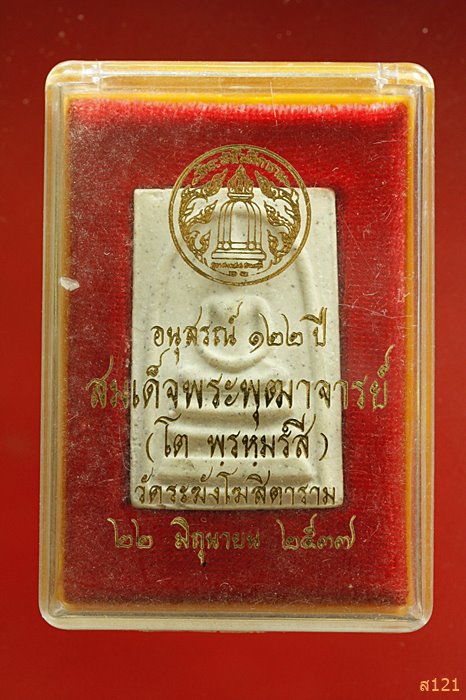 อนุสรณ์ ๑๒๒ ปี
สมเด็จพระพุฒาจารย์
(โต พฺรหฺมรํสี)
วัดระฆังโฆสิตาราม
๒๒ มิถุนายน ๒๕๓๗
ส121